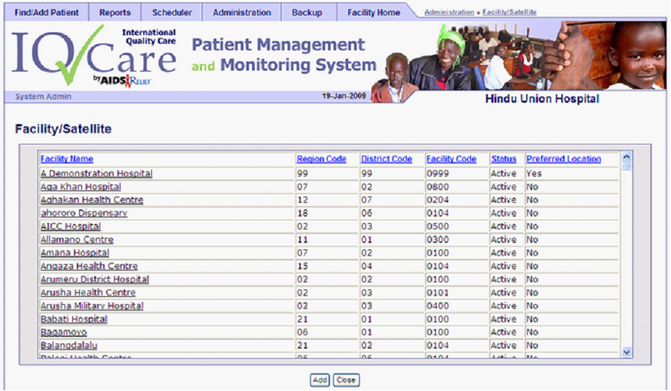 Find/Add Patient Reports Scheduler Administration Backup Facility Home Administration » Facility/Satellite
IQCare International Quality Care
by AIDSRELIEF
Patient Management
and Monitoring System
System Admin 19-Jan-2009 Hindu Union Hospital
Facility/Satellite
Facility Name Region Code District Code Facility Code Status Preferred Location
A Demonstration Hospital 99 99 0999 Active Yes
Aga Khan Hospital 07 02 0800 Active No
Aghakan Health Centre 12 07 0204 Active No
ahororo Dispensary 18 06 0104 Active No
AICC Hospital 02 03 0500 Active No
Allamano Centre 11 01 0300 Active No
Amana Hospital 07 02 0100 Active No
Angaza Health Centre 15 04 0104 Active No
Arumeru District Hospital 02 02 0100 Active No
Arusha Health Centre 02 03 0101 Active No
Arusha Military Hospital 02 03 0400 Active No
Babati Hospital 21 01 0100 Active No
Bagamoyo 06 01 0100 Active No
Balangdalalu 21 02 0104 Active No
Health Centre 06 06 0104 Active No
Add Close